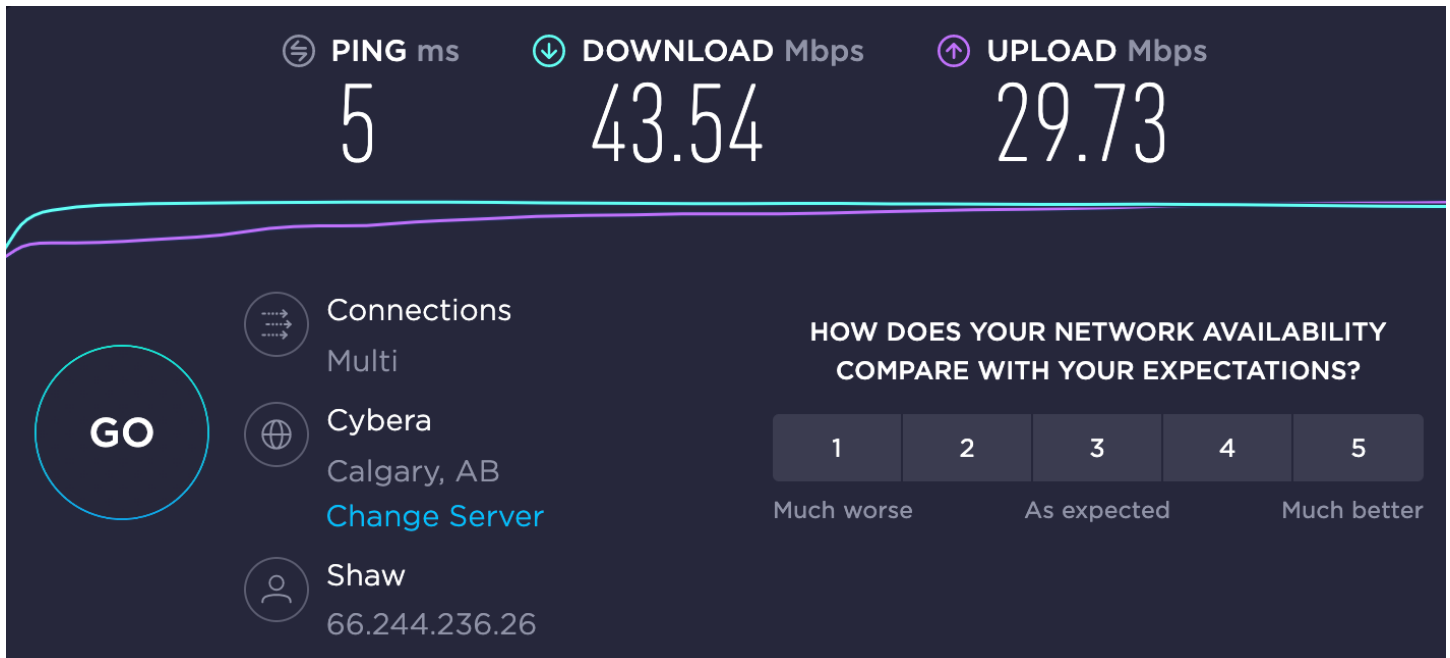 PING ms
5
DOWNLOAD Mbps
43.54
UPLOAD Mbps
29.73
GO
Connections
Multi
Cybera
Calgary, AB
Change Server
Shaw
66.244.236.26
HOW DOES YOUR NETWORK AVAILABILITY
COMPARE WITH YOUR EXPECTATIONS?
1 2 3 4 5
Much worse As expected Much better